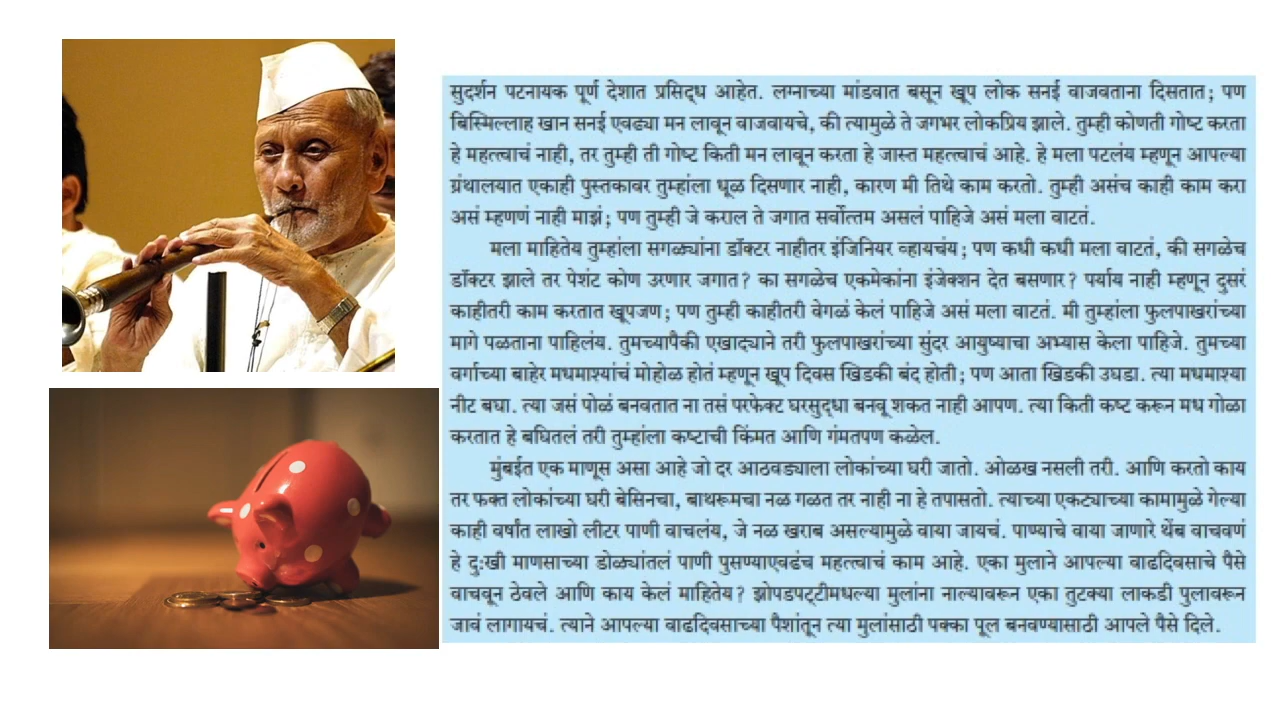 सुदर्शन पटनायक पूर्ण देशात प्रसिद्ध आहेत. लग्नाच्या मांडवात बसून खूप लोक सनई वाजवताना दिसतात; पण
बिस्मिल्लाह खान सनई एवढ्या मन लावून वाजवायचे, की त्यामुळे ते जगभर लोकप्रिय झाले. तुम्ही कोणती गोष्ट करता
हे महत्त्वाचं नाही, तर तुम्ही ती गोष्ट किती मन लावून करता हे जास्त महत्त्वाचं आहे. हे मला पटलंय म्हणून आपल्या
ग्रंथालयात एकाही पुस्तकावर तुम्हांला धूळ दिसणार नाही, कारण मी तिथे काम करतो. तुम्ही असंच काही काम करा
असं म्हणणं नाही माझं; पण तुम्ही जे कराल ते जगात सर्वोत्तम असलं पाहिजे असं मला वाटतं.
मला माहितेय तुम्हांला सगळ्यांना डॉक्टर नाहीतर इंजिनियर व्हायचंय; पण कधी कधी मला वाटतं, की सगळेच
डॉक्टर झाले तर पेशंट कोण उरणार जगात? का सगळेच एकमेकांना इंजेक्शन देत बसणार? पर्याय नाही म्हणून दुसरं
काहीतरी काम करतात खूपजण; पण तुम्ही काहीतरी वेगळं केलं पाहिजे असं मला वाटतं. मी तुम्हांला फुलपाखरांच्या
मागे पळताना पाहिलंय. तुमच्यापैकी एखाद्याने तरी फुलपाखरांच्या सुंदर आयुष्याचा अभ्यास केला पाहिजे. तुमच्या
वर्गाच्या बाहेर मधमाश्यांचं मोहोळ होतं म्हणून खूप दिवस खिडकी बंद होती; पण आता खिडकी उघडा. त्या मधमाश्या
नीट बघा. त्या जसं पोळं बनवतात ना तसं परफेक्ट घरसुद्धा बनवू शकत नाही आपण. त्या किती कष्ट करून मध गोळा
करतात हे बघितलं तरी तुम्हांला कष्टाची किंमत आणि गंमतपण कळेल.
मुंबईत एक माणूस असा आहे जो दर आठवड्याला लोकांच्या घरी जातो. ओळख नसली तरी. आणि करतो काय
तर फक्त लोकांच्या घरी बेसिनचा, बाथरूमचा नळ गळत तर नाही ना हे तपासतो. त्याच्या एकट्याच्या कामामुळे गेल्या
काही वर्षांत लाखो लीटर पाणी वाचलंय, जे नळ खराब असल्यामुळे वाया जायचं. पाण्याचे वाया जाणारे थेंब वाचवणं
हे दुःखी माणसाच्या डोळ्यांतलं पाणी पुसण्याएवढंच महत्त्वाचं काम आहे. एका मुलाने आपल्या वाढदिवसाचे पैसे
वाचवून ठेवले आणि काय केलं माहितेय? झोपडपट्टीमधल्या मुलांना नाल्यावरून एका तुटक्या लाकडी पुलावरून
जावं लागायचं. त्याने आपल्या वाढदिवसाच्या पैशांतून त्या मुलांसाठी पक्का पूल बनवण्यासाठी आपले पैसे दिले.